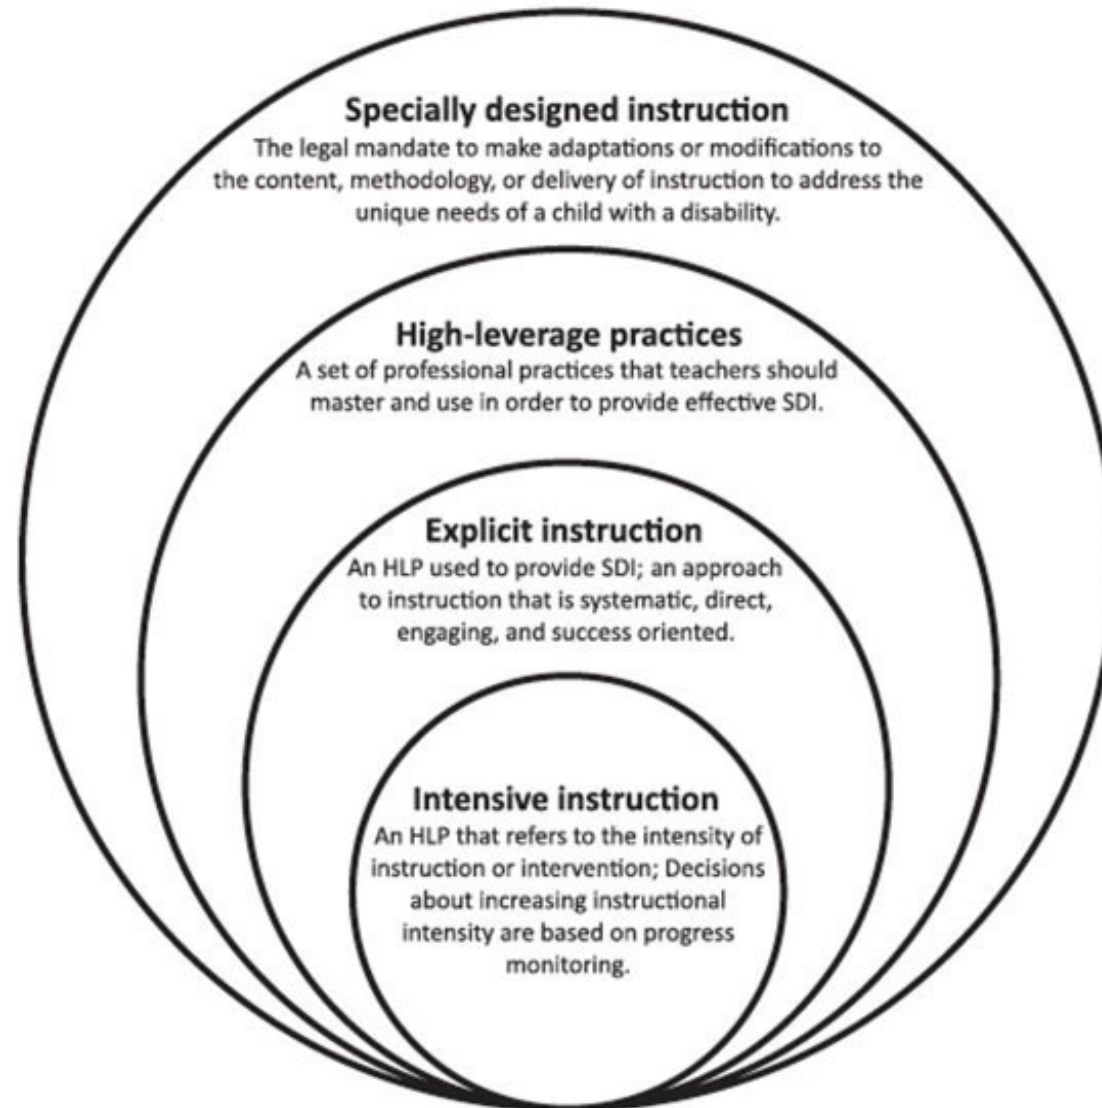 Specially designed instruction
The legal mandate to make adaptations or modifications to
the content, methodology, or delivery of instruction to address the
unique needs of a child with a disability.
High-leverage practices
A set of professional practices that teachers should
master and use in order to provide effective SDI.
Explicit instruction
An HLP used to provide SDI; an approach
to instruction that is systematic, direct,
engaging, and success oriented.
Intensive instruction
An HLP that refers to the intensity of
instruction or intervention; Decisions
about increasing instructional
intensity are based on progress
monitoring.